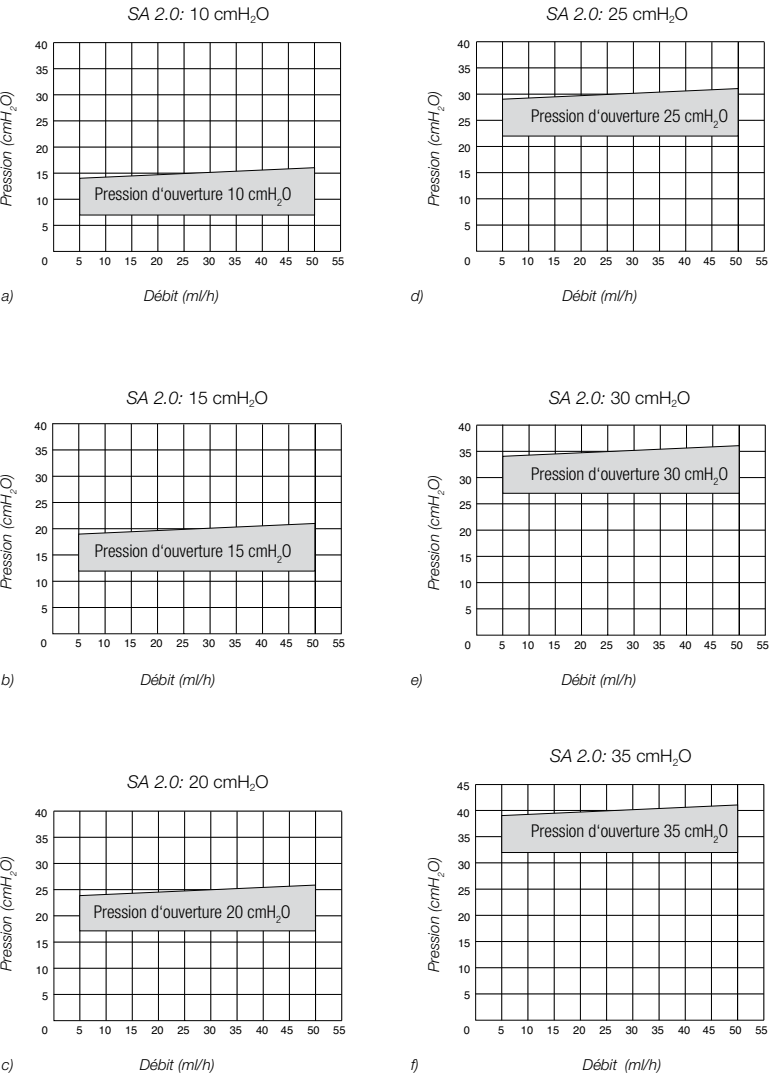 SA 2.0: 10 cmH₂O
Pression (cmH₂O)
40
35
30
25
20
15
10
5
Pression d‘ouverture 10 cmH₂O
0 5 10 15 20 25 30 35 40 45 50 55
a) Débit (ml/h)
SA 2.0: 25 cmH₂O
Pression (cmH₂O)
40
35
30
25
20
15
10
5
Pression d‘ouverture 25 cmH₂O
0 5 10 15 20 25 30 35 40 45 50 55
d) Débit (ml/h)
SA 2.0: 15 cmH₂O
Pression (cmH₂O)
40
35
30
25
20
15
10
5
Pression d‘ouverture 15 cmH₂O
0 5 10 15 20 25 30 35 40 45 50 55
b) Débit (ml/h)
SA 2.0: 30 cmH₂O
Pression (cmH₂O)
40
35
30
25
20
15
10
5
Pression d‘ouverture 30 cmH₂O
0 5 10 15 20 25 30 35 40 45 50 55
e) Débit (ml/h)
SA 2.0: 20 cmH₂O
Pression (cmH₂O)
40
35
30
25
20
15
10
5
Pression d‘ouverture 20 cmH₂O
0 5 10 15 20 25 30 35 40 45 50 55
c) Débit (ml/h)
SA 2.0: 35 cmH₂O
Pression (cmH₂O)
45
40
35
30
25
20
15
10
5
Pression d‘ouverture 35 cmH₂O
0 5 10 15 20 25 30 35 40 45 50 55
f) Débit (ml/h)